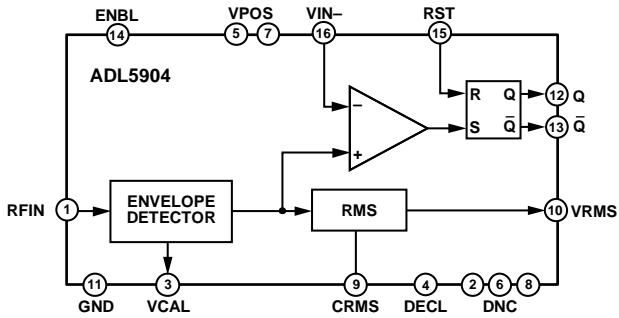 ENBL VPOS VIN– RST
14 5 7 16 15
ADL5904
– R Q 12 Q
+ S Q̄ 13 Q̄
RFIN 1 ENVELOPE DETECTOR RMS 10 VRMS
11 3 9 4 2 6 8
GND VCAL CRMS DECL DNC